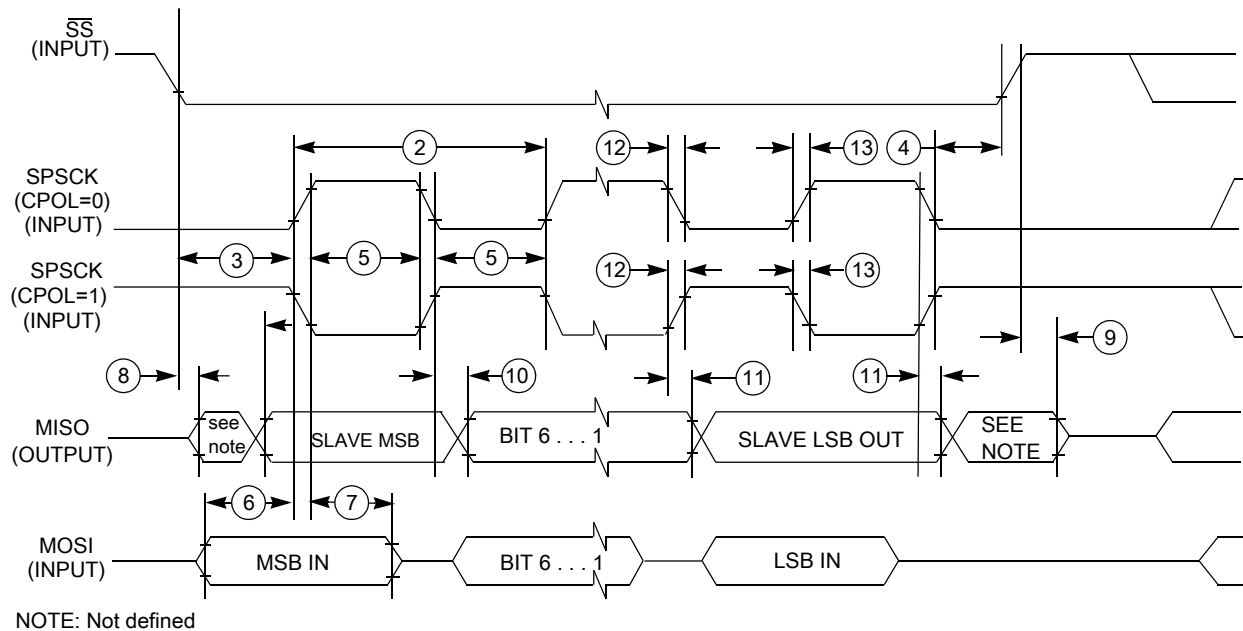 SS
(INPUT)
2
12
13
4
SPSCK
(CPOL=0)
(INPUT)
3
5
5
12
13
SPSCK
(CPOL=1)
(INPUT)
8
10
11
11
9
MISO
(OUTPUT)
see
note
SLAVE MSB
BIT 6 . . . 1
SLAVE LSB OUT
SEE
NOTE
6
7
MOSI
(INPUT)
MSB IN
BIT 6 . . . 1
LSB IN
NOTE: Not defined